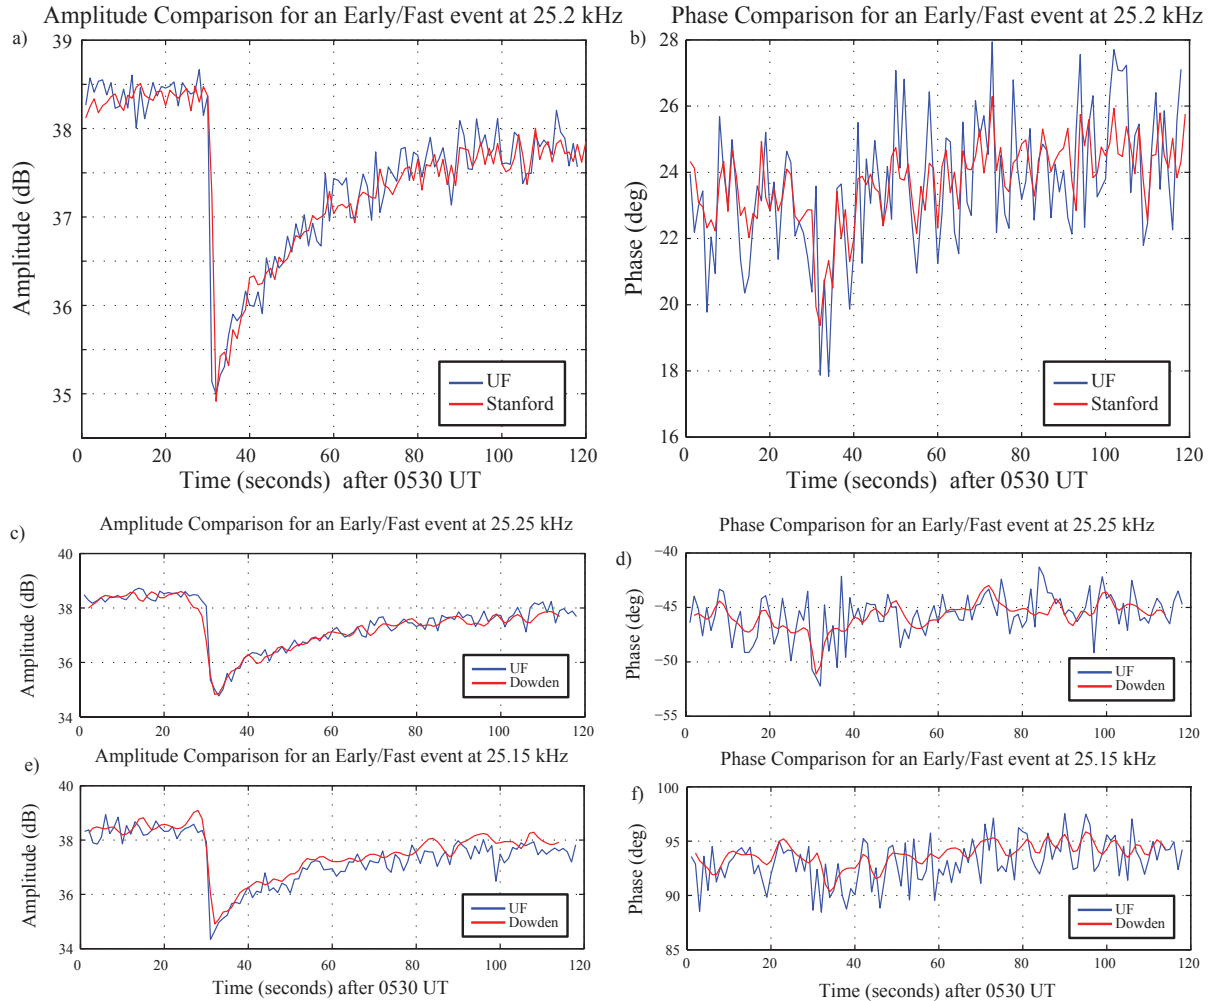 Amplitude Comparison for an Early/Fast event at 25.2 kHz
a)
39
38
37
36
35
Amplitude (dB)
UF
Stanford
0 20 40 60 80 100 120
Time (seconds) after 0530 UT
Phase Comparison for an Early/Fast event at 25.2 kHz
b)
28
26
24
22
20
18
16
Phase (deg)
UF
Stanford
0 20 40 60 80 100 120
Time (seconds) after 0530 UT
Amplitude Comparison for an Early/Fast event at 25.25 kHz
c)
40
38
36
34
Amplitude (dB)
UF
Dowden
0 20 40 60 80 100 120
Phase Comparison for an Early/Fast event at 25.25 kHz
d)
−40
−45
−50
−55
Phase (deg)
UF
Dowden
0 20 40 60 80 100 120
Amplitude Comparison for an Early/Fast event at 25.15 kHz
e)
40
38
36
34
Amplitude (dB)
UF
Dowden
0 20 40 60 80 100 120
Time (seconds) after 0530 UT
Phase Comparison for an Early/Fast event at 25.15 kHz
f)
100
95
90
85
Phase (deg)
UF
Dowden
0 20 40 60 80 100 120
Time (seconds) after 0530 UT